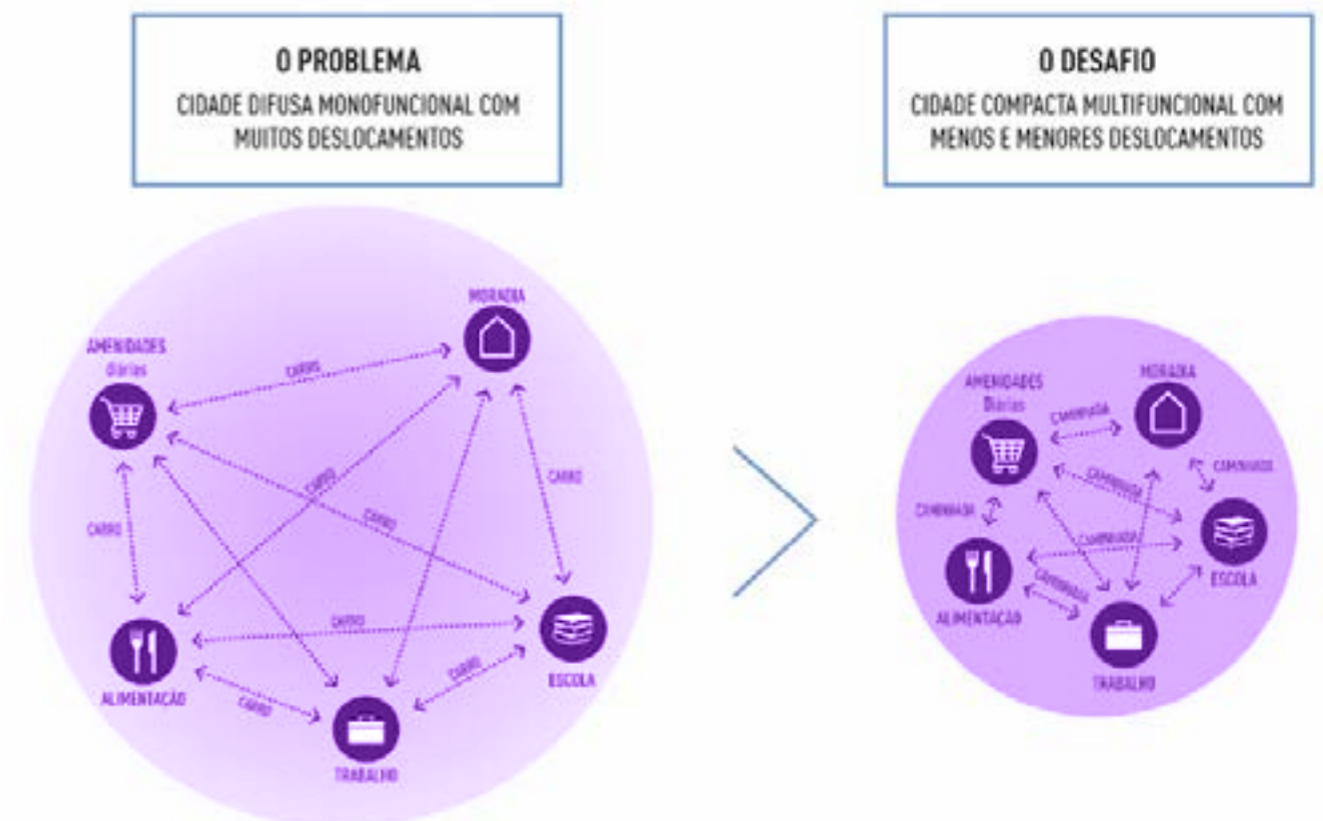 O PROBLEMA
CIDADE DIFUSA MONOFUNCIONAL COM
MUITOS DESLOCAMENTOS
MORADIA
AMENIDADES
diárias
CARRO
CARRO
CARRO
CARRO
CARRO
CARRO
CARRO
CARRO
ALIMENTAÇÃO
ESCOLA
TRABALHO
O DESAFIO
CIDADE COMPACTA MULTIFUNCIONAL COM
MENOS E MENORES DESLOCAMENTOS
MORADIA
AMENIDADES
Diárias
CAMINHADA
CAMINHADA
CAMINHADA
CAMINHADA
CAMINHADA
CAMINHADA
ESCOLA
ALIMENTAÇÃO
TRABALHO